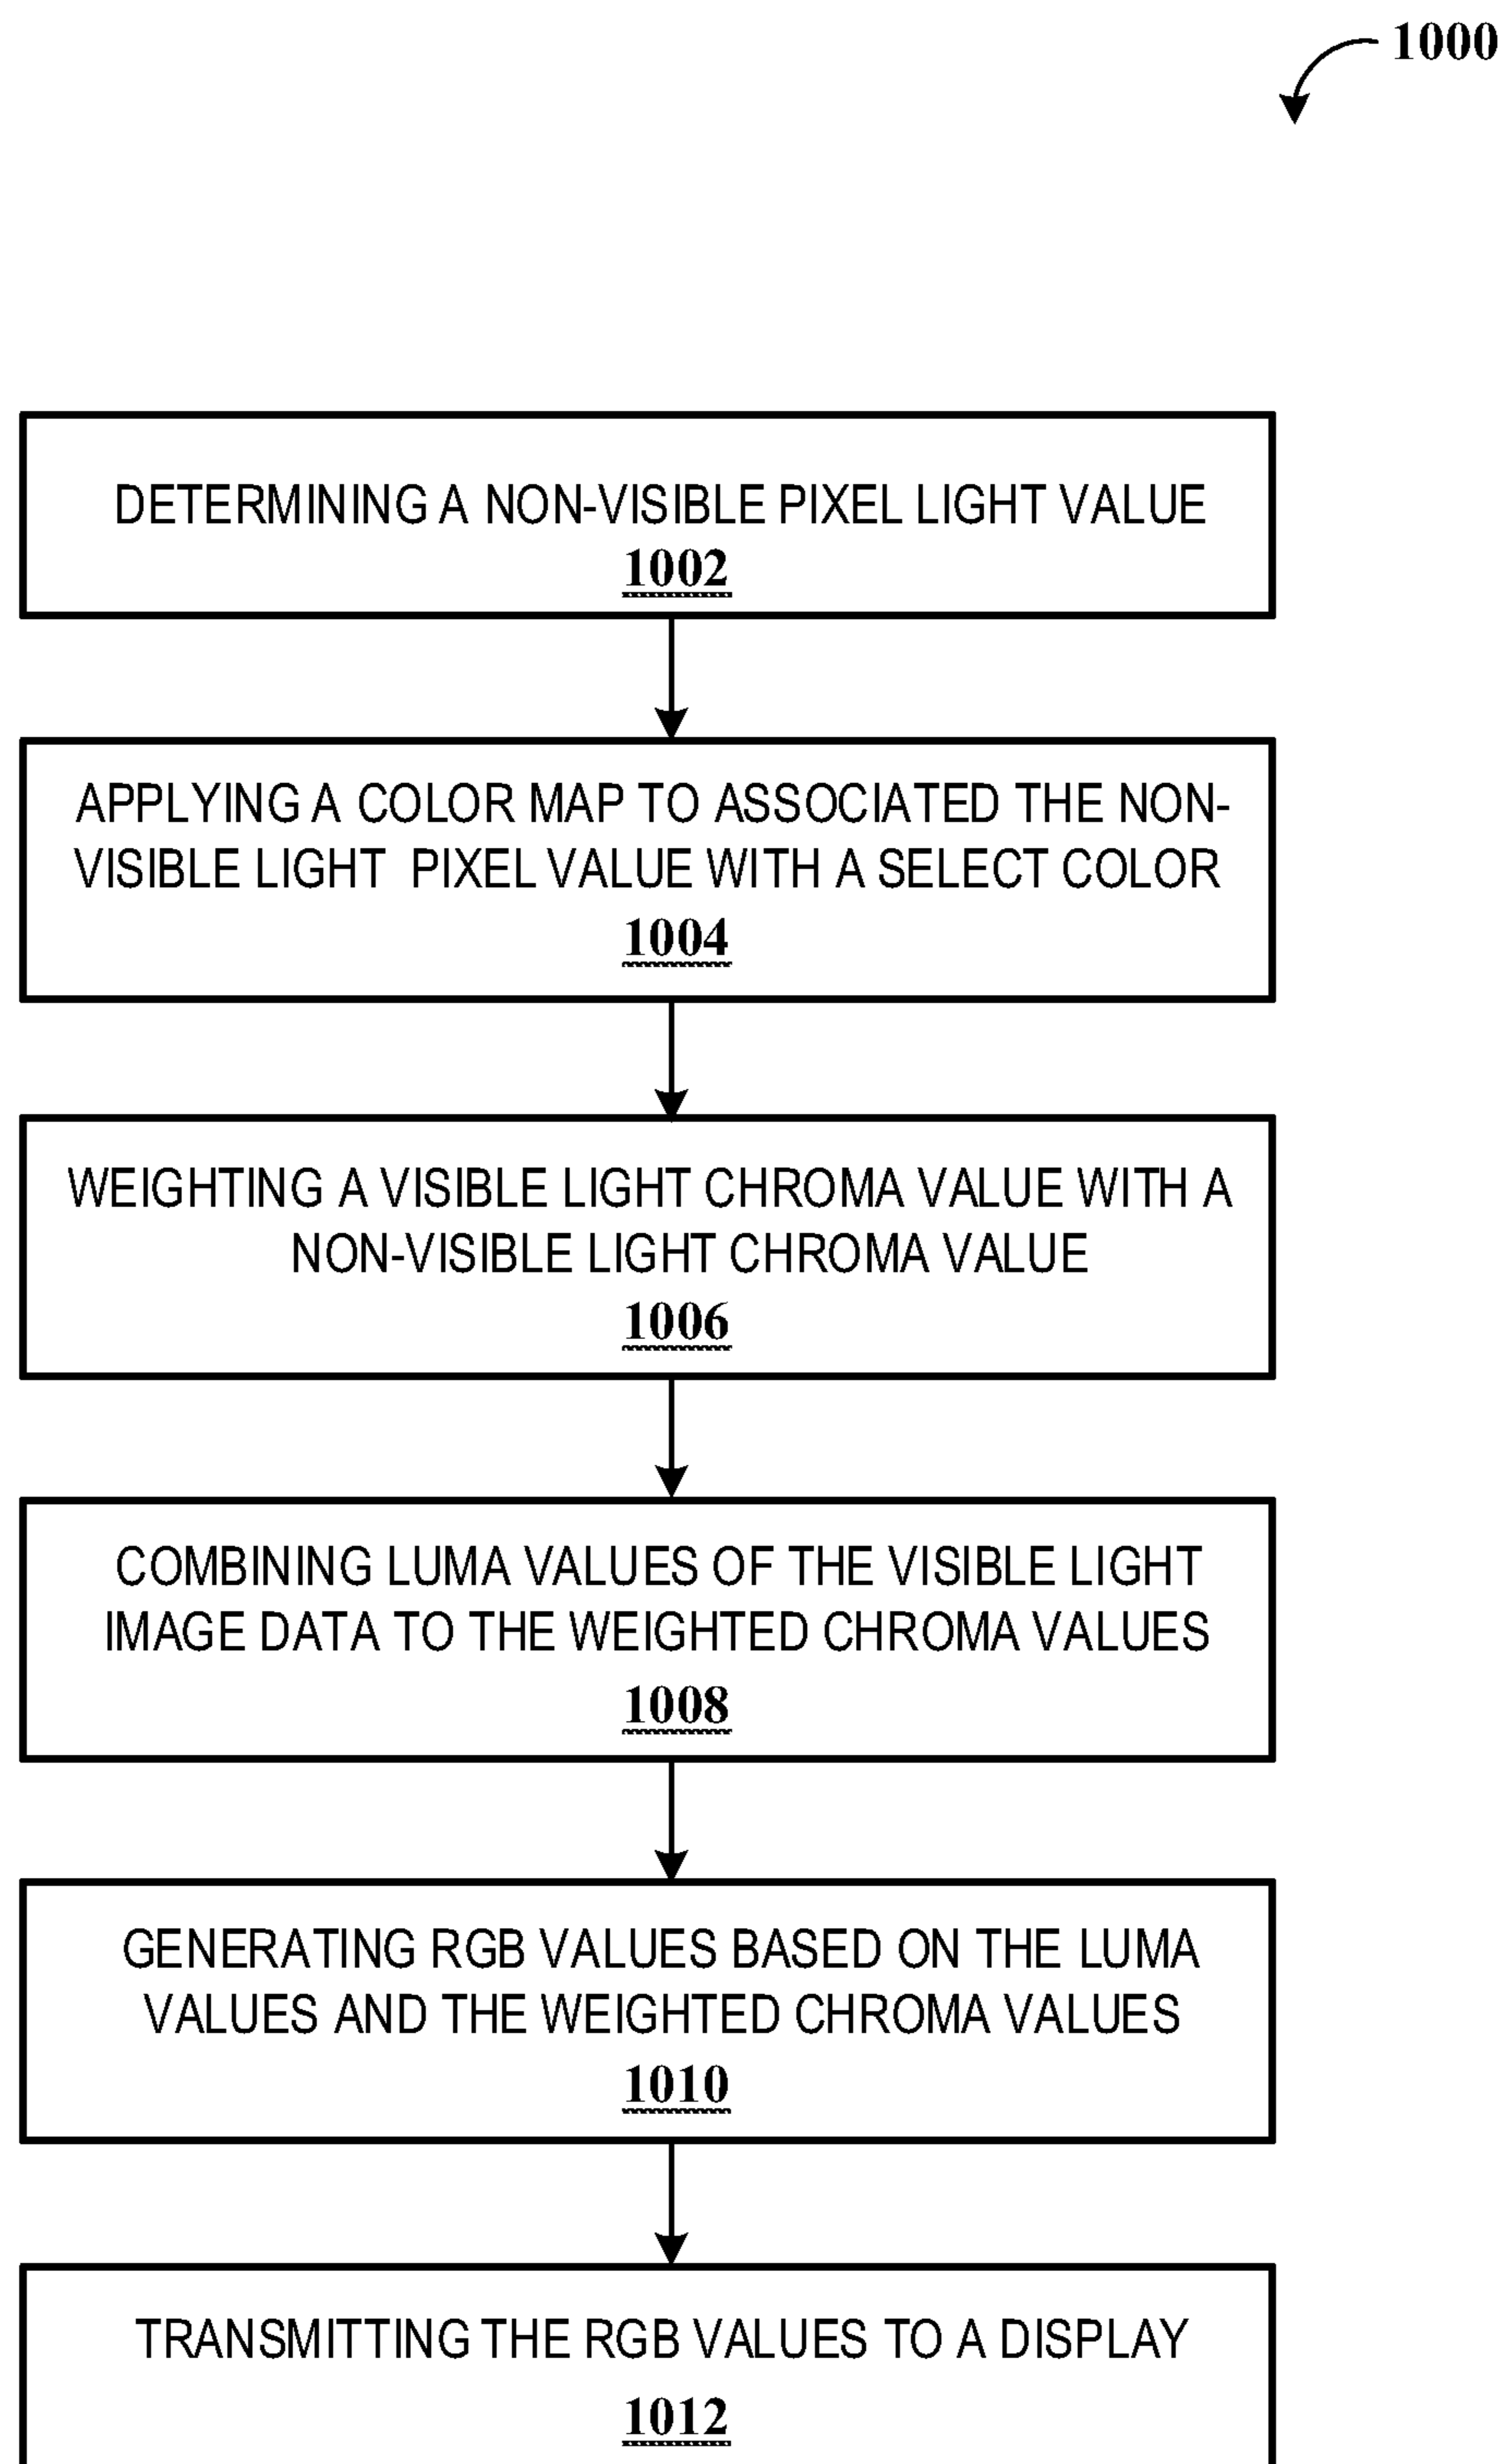 1000
DETERMINING A NON-VISIBLE PIXEL LIGHT VALUE
1002
APPLYING A COLOR MAP TO ASSOCIATED THE NON-
VISIBLE LIGHT PIXEL VALUE WITH A SELECT COLOR
1004
WEIGHTING A VISIBLE LIGHT CHROMA VALUE WITH A
NON-VISIBLE LIGHT CHROMA VALUE
1006
COMBINING LUMA VALUES OF THE VISIBLE LIGHT
IMAGE DATA TO THE WEIGHTED CHROMA VALUES
1008
GENERATING RGB VALUES BASED ON THE LUMA
VALUES AND THE WEIGHTED CHROMA VALUES
1010
TRANSMITTING THE RGB VALUES TO A DISPLAY
1012